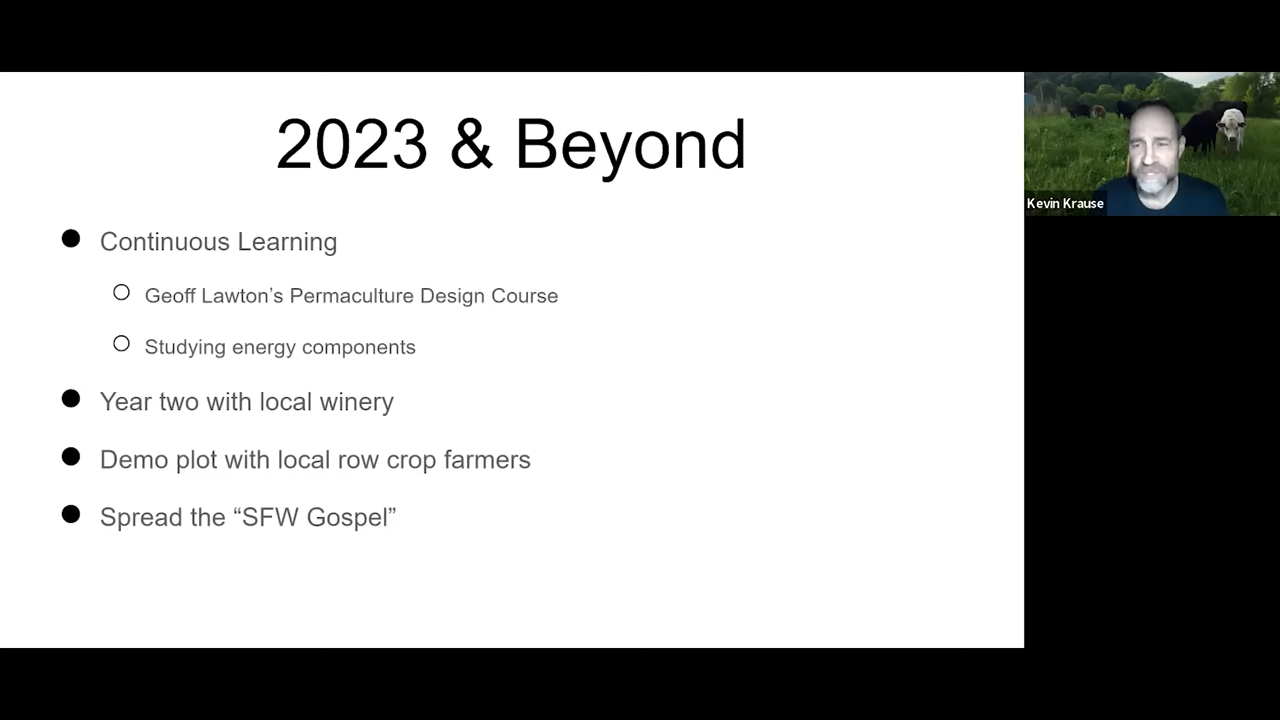 2023 & Beyond
Continuous Learning
Geoff Lawton’s Permaculture Design Course
Studying energy components
Year two with local winery
Demo plot with local row crop farmers
Spread the “SFW Gospel”
Kevin Krause